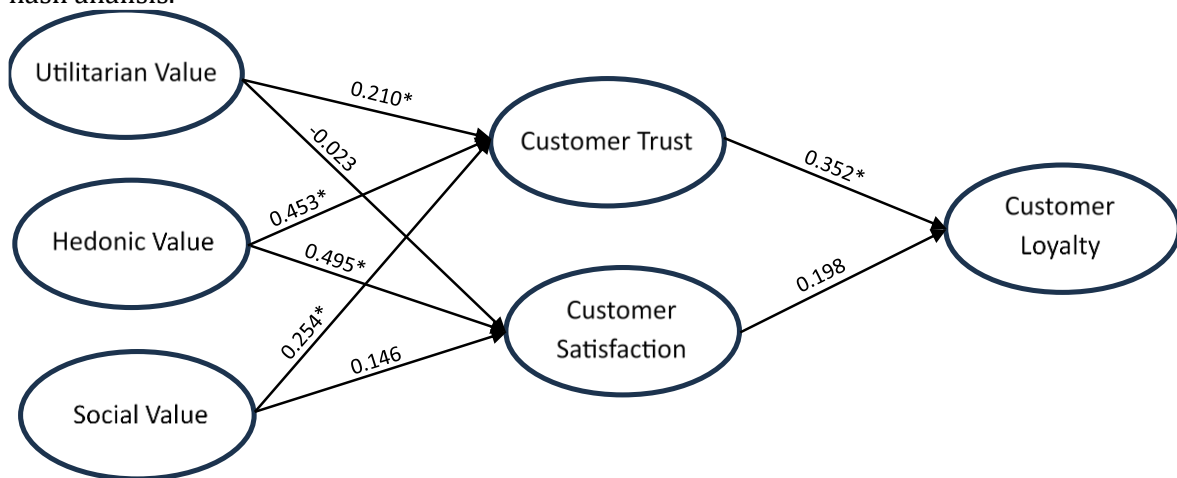 hasil analisis.
Utilitarian Value
0.210*
-0.023
Customer Trust
0.352*
Hedonic Value
0.453*
0.495*
Customer
Loyalty
0.198
Customer
Satisfaction
0.254*
0.146
Social Value